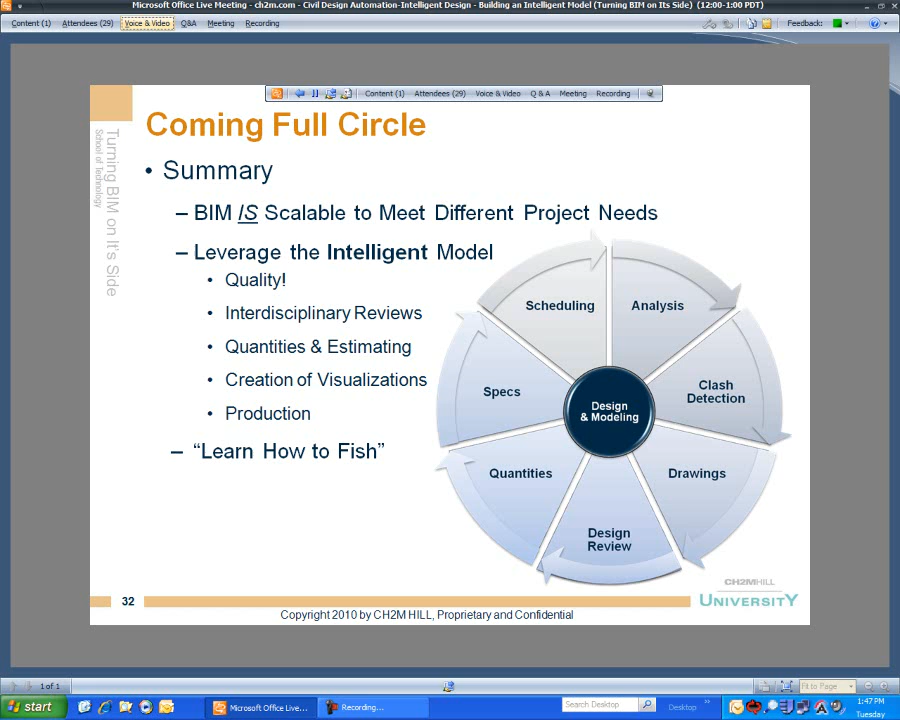 Microsoft Office Live Meeting - ch2m.com - Civil Design Automation-Intelligent Design - Building an Intelligent Model (Turning BIM on Its Side) (12:00-1:00 PDT)
Content (1) Attendees (29) Voice & Video Q&A Meeting Recording Feedback:
Content (1) Attendees (29) Voice & Video Q & A Meeting Recording
Turning BIM on It's Side
School of Technology
Coming Full Circle
• Summary
– BIM IS Scalable to Meet Different Project Needs
– Leverage the Intelligent Model
• Quality!
• Interdisciplinary Reviews
• Quantities & Estimating
• Creation of Visualizations
• Production
– “Learn How to Fish”
Scheduling
Analysis
Clash
Detection
Drawings
Design
Review
Quantities
Specs
Design
& Modeling
32
CH2MHILL
UNIVERSITY
Copyright 2010 by CH2M HILL, Proprietary and Confidential
1 of 1
Fit to Page
start
Microsoft Office Live...
Recording...
Search Desktop
Desktop
1:47 PM
Tuesday